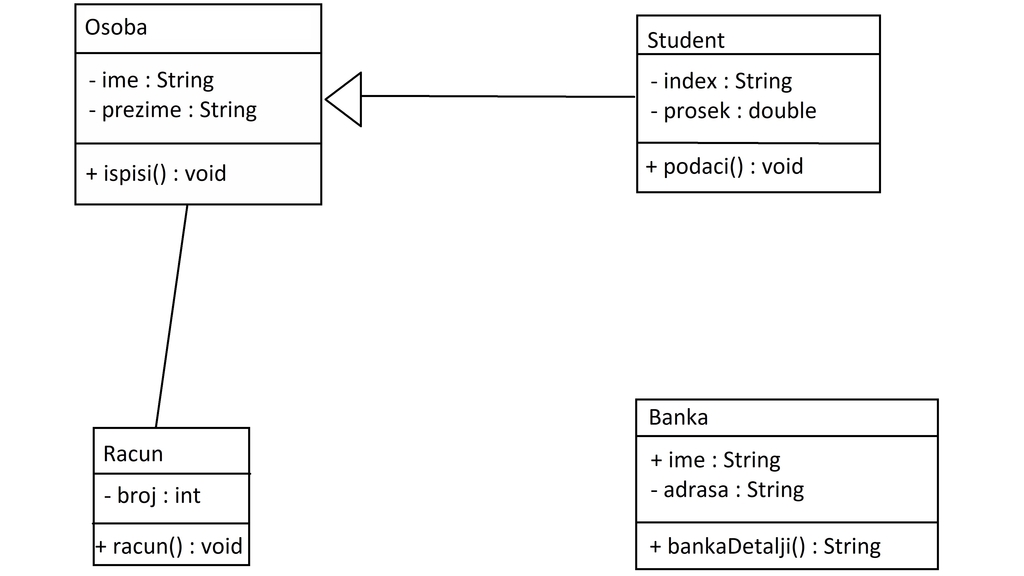 Osoba
- ime : String
- prezime : String
+ ispisi() : void
Student
- index : String
- prosek : double
+ podaci() : void
Racun
- broj : int
+ racun() : void
Banka
+ ime : String
- adrasa : String
+ bankaDetalji() : String